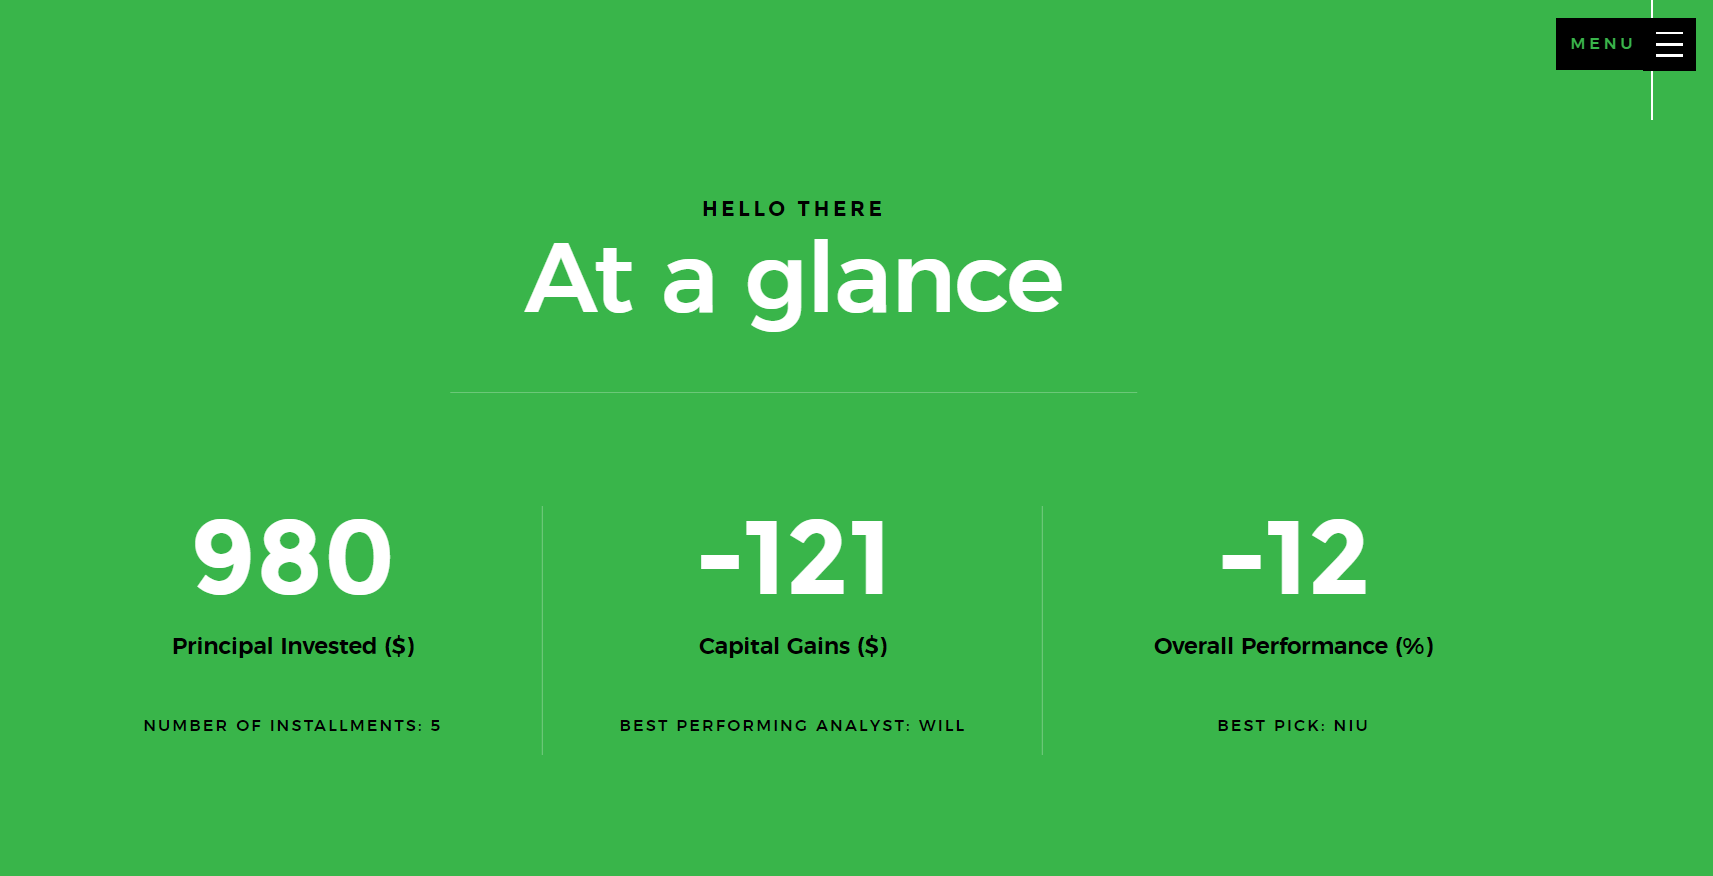 MENU
HELLO THERE
At a glance
980
Principal Invested ($)
NUMBER OF INSTALLMENTS: 5
-121
Capital Gains ($)
BEST PERFORMING ANALYST: WILL
-12
Overall Performance (%)
BEST PICK: NIU